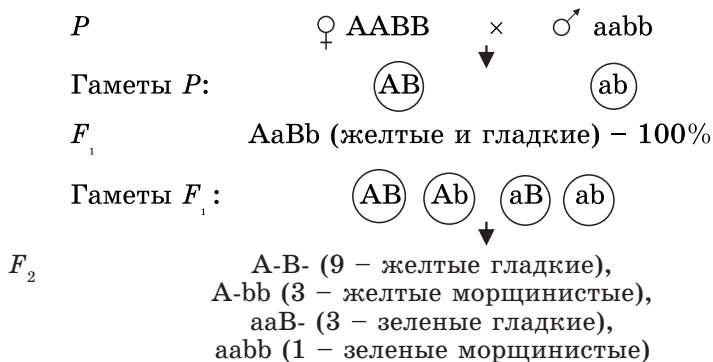 P ♀ AABB × ♂ aabb
Гаметы P: AB ab
F₁ AaBb (желтые и гладкие) – 100%
Гаметы F₁: AB Ab aB ab
F₂ A-B- (9 – желтые гладкие),
A-bb (3 – желтые морщинистые),
aaB- (3 – зеленые гладкие),
aabb (1 – зеленые морщинистые)